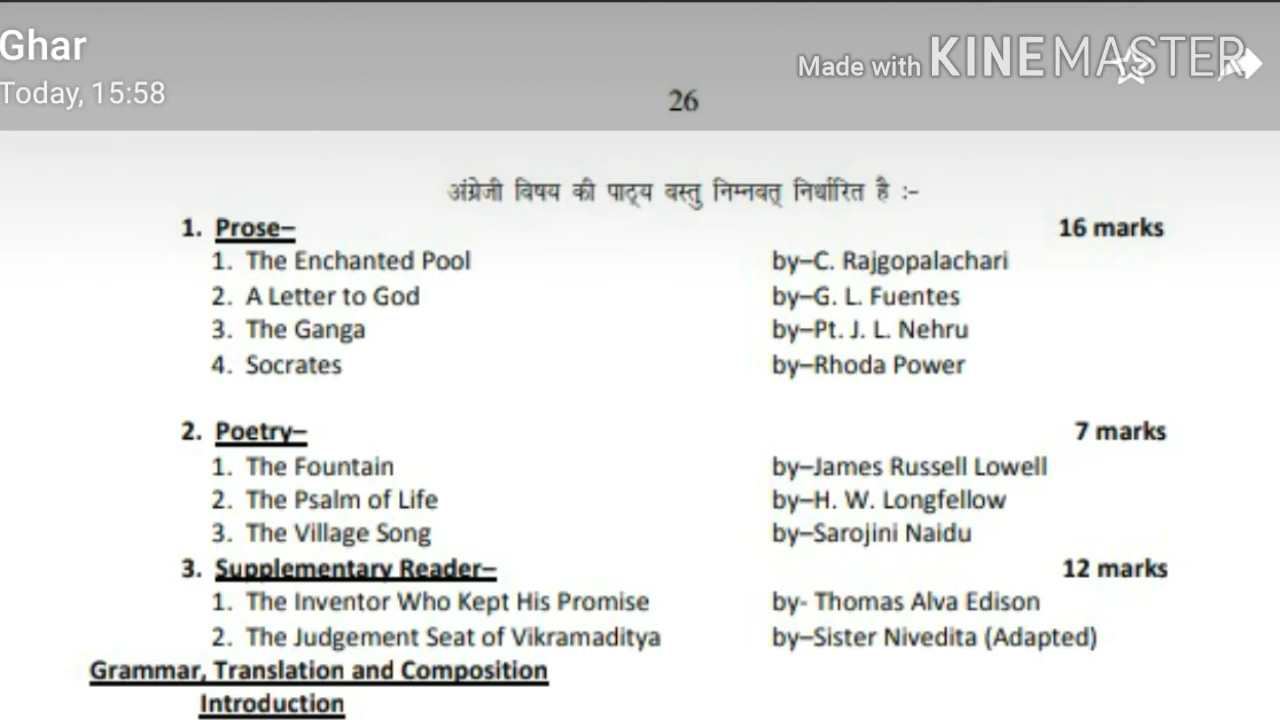 Ghar
Made with KINEMASTER
Today, 15:58
26
अंग्रेजी विषय की पाठ्य वस्तु निम्नवत् निर्धारित है :-
1. Prose– 16 marks
1. The Enchanted Pool by–C. Rajgopalachari
2. A Letter to God by–G. L. Fuentes
3. The Ganga by–Pt. J. L. Nehru
4. Socrates by–Rhoda Power
2. Poetry– 7 marks
1. The Fountain by–James Russell Lowell
2. The Psalm of Life by–H. W. Longfellow
3. The Village Song by–Sarojini Naidu
3. Supplementary Reader– 12 marks
1. The Inventor Who Kept His Promise by- Thomas Alva Edison
2. The Judgement Seat of Vikramaditya by–Sister Nivedita (Adapted)
Grammar, Translation and Composition
Introduction